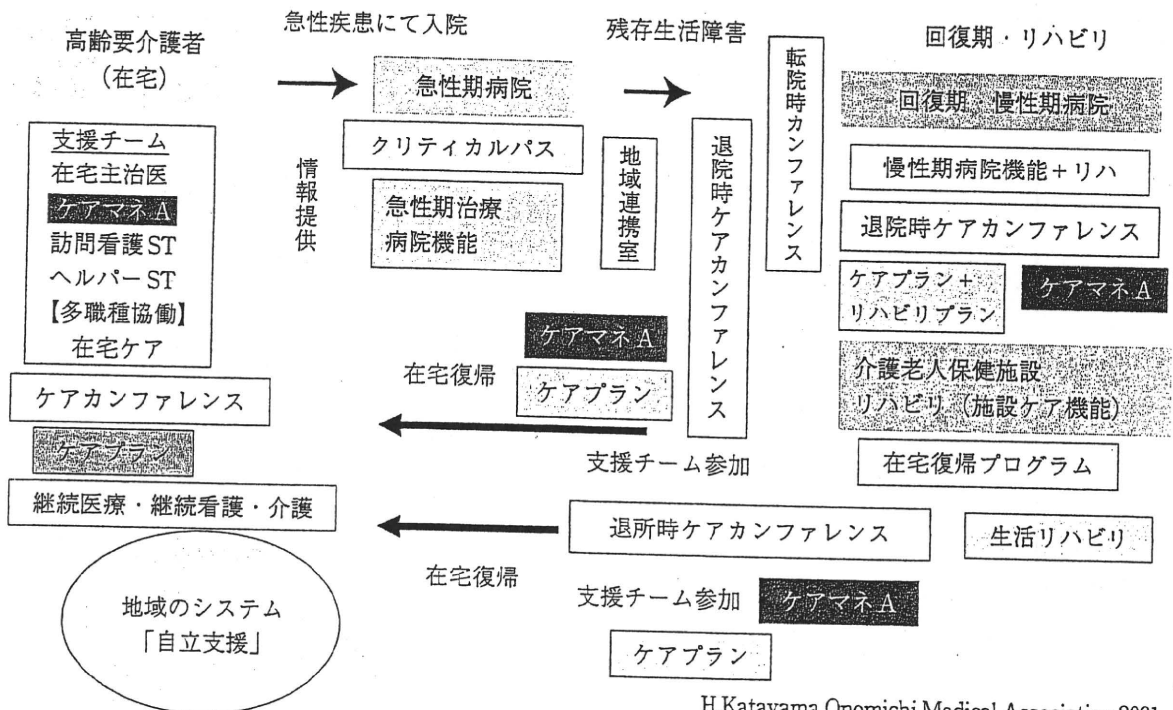 高齢要介護者
(在宅)
支援チーム
在宅主治医
ケアマネ A
訪問看護 ST
ヘルパー ST
【多職種協働】
在宅ケア
ケアカンファレンス
ケアプラン
継続医療・継続看護・介護
地域のシステム
「自立支援」
急性疾患にて入院
情報提供
急性期病院
クリティカルパス
急性期治療
病院機能
地域連携室
残存生活障害
退院時ケアカンファレンス
転院時カンファレンス
ケアマネ A
ケアプラン
在宅復帰
支援チーム参加
回復期・リハビリ
回復期・慢性期病院
慢性期病院機能+リハ
退院時ケアカンファレンス
ケアプラン+
リハビリプラン
ケアマネ A
介護老人保健施設
リハビリ（施設ケア機能）
在宅復帰プログラム
生活リハビリ
退所時ケアカンファレンス
在宅復帰
支援チーム参加
ケアマネ A
ケアプラン
H Katayama Onomichi Medical Association